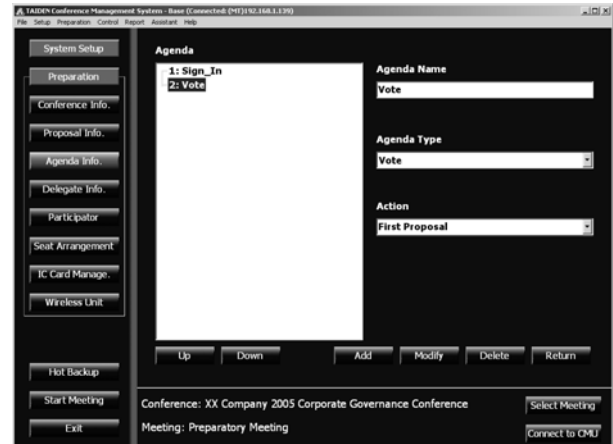 TAIDEN Conference Management System - Base (Connected: (MT)192.168.1.139)
File Setup Preparation Control Report Assistant Help
System Setup
Preparation
Conference Info.
Proposal Info.
Agenda Info.
Delegate Info.
Participator
Seat Arrangement
IC Card Manage.
Wireless Unit
Hot Backup
Start Meeting
Exit
Agenda
1: Sign_In
2: Vote
Agenda Name
Vote
Agenda Type
Vote
Action
First Proposal
Up Down Add Modify Delete Return
Conference: XX Company 2005 Corporate Governance Conference
Meeting: Preparatory Meeting
Select Meeting
Connect to CMU